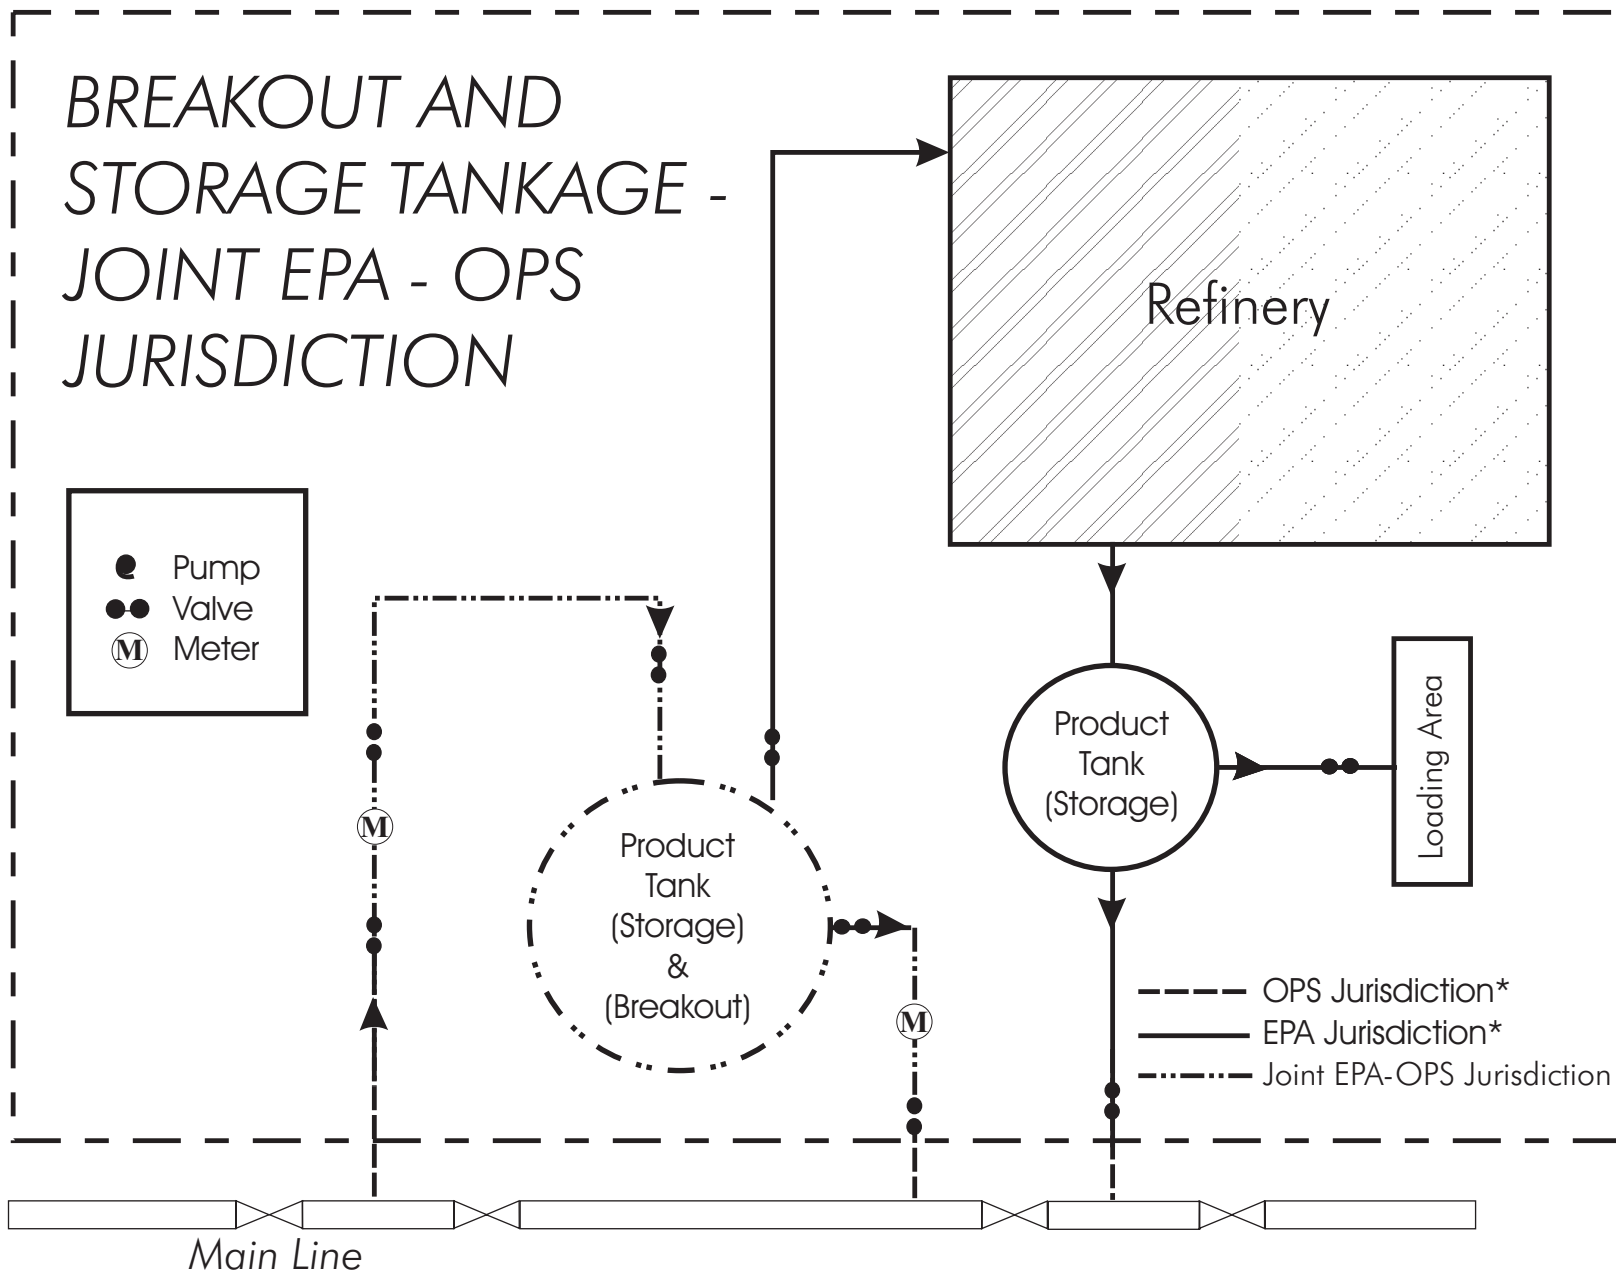 BREAKOUT AND
STORAGE TANKAGE -
JOINT EPA - OPS
JURISDICTION
Refinery
Pump
Valve
M Meter
Product
Tank
(Storage)
Loading Area
M
Product
Tank
(Storage)
&
(Breakout)
M
OPS Jurisdiction*
EPA Jurisdiction*
Joint EPA-OPS Jurisdiction
Main Line